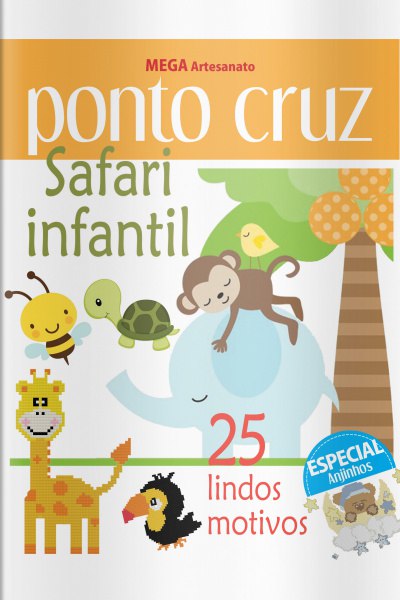 MEGA Artesanato
ponto cruz
Safari
infantil
25
lindos
motivos
ESPECIAL
Anjinhos